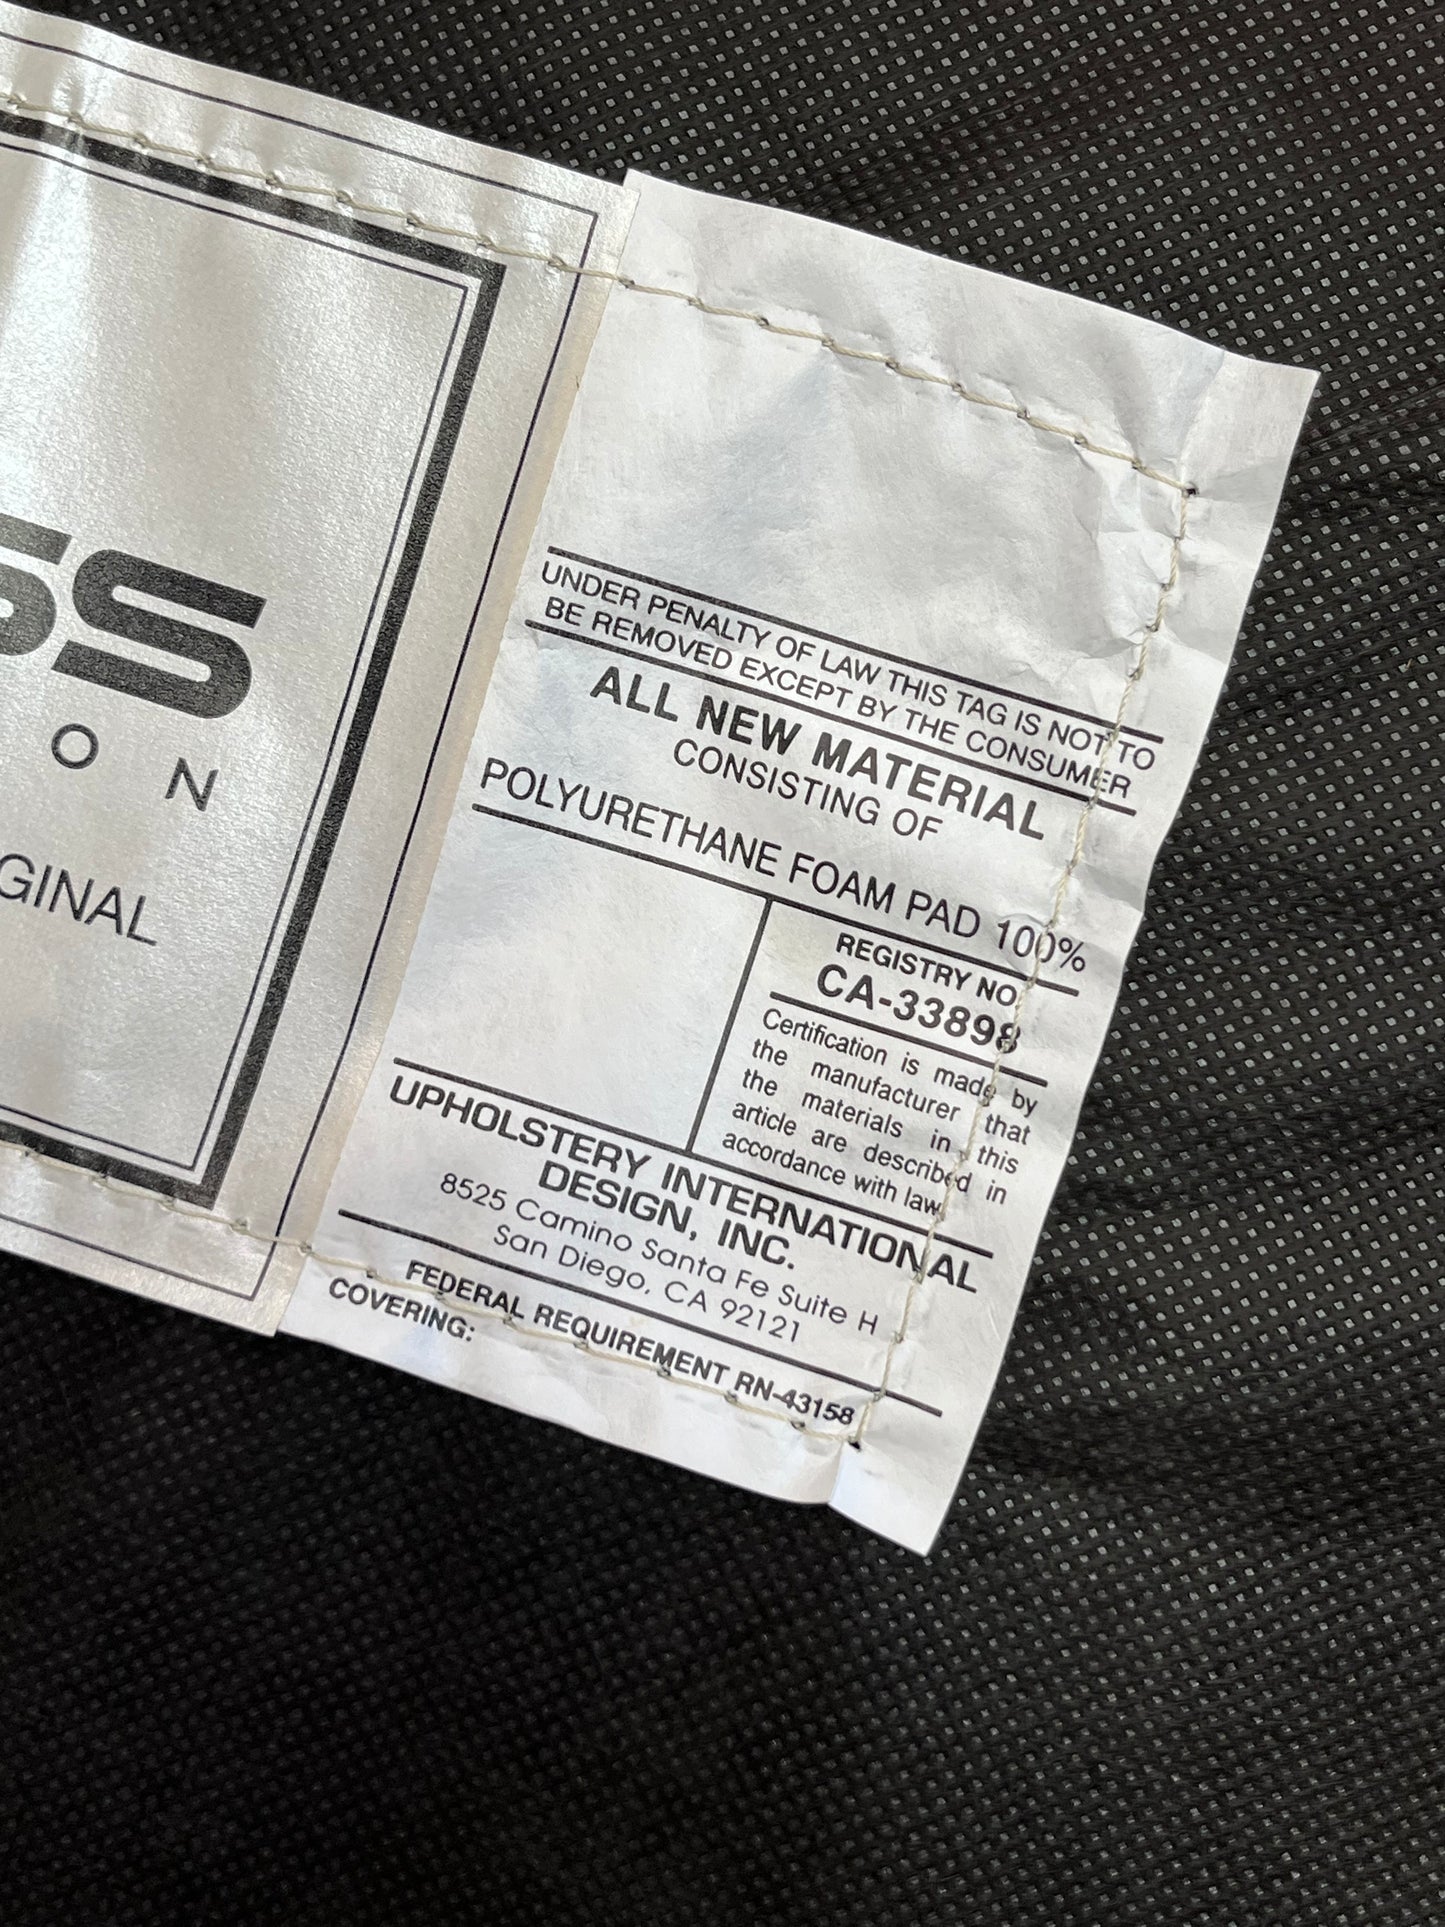 SS
ON
GINAL
UNDER PENALTY OF LAW THIS TAG IS NOT TO
BE REMOVED EXCEPT BY THE CONSUMER
ALL NEW MATERIAL
CONSISTING OF
POLYURETHANE FOAM PAD 100%
REGISTRY NO
CA-33898
Certification is made by
the manufacturer that
the materials in this
article are described in
accordance with law
UPHOLSTERY INTERNATIONAL
DESIGN, INC.
8525 Camino Santa Fe Suite H
San Diego, CA 92121
FEDERAL REQUIREMENT RN-43158
COVERING: